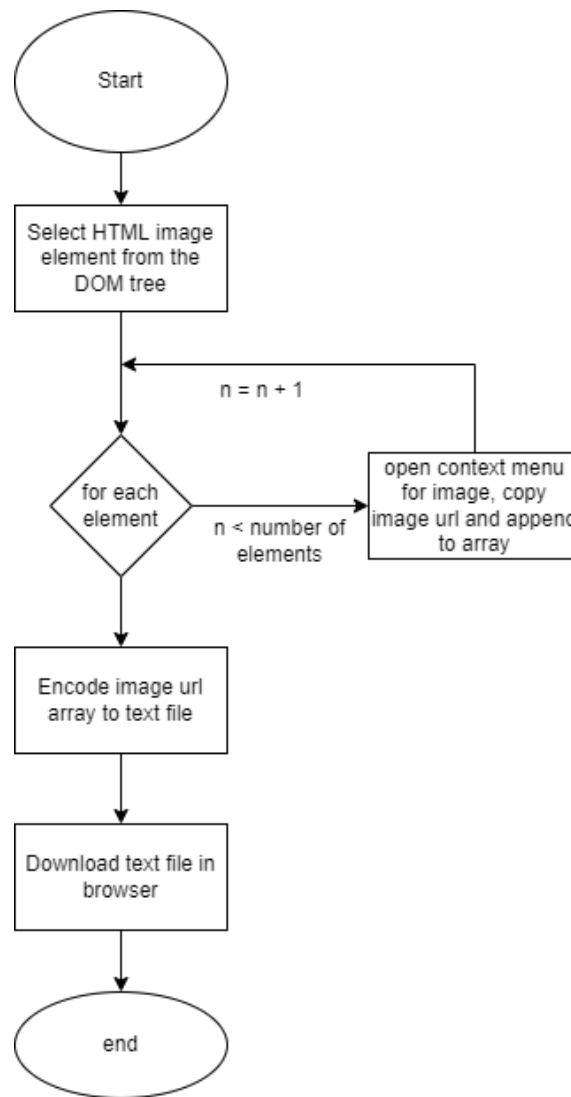 Start
Select HTML image
element from the
DOM tree
n = n + 1
for each
element
n < number of
elements
open context menu
for image, copy
image url and append
to array
Encode image url
array to text file
Download text file in
browser
end